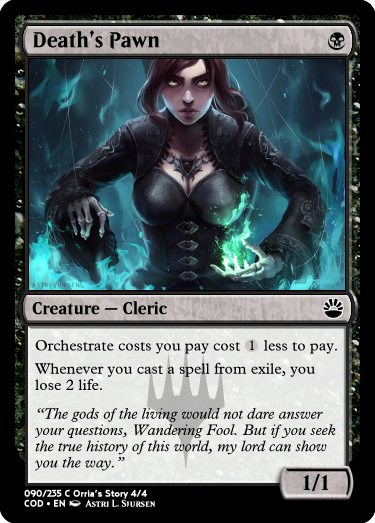 Death's Pawn
ASTRI SJURSEN
Creature — Cleric
Orchestrate costs you pay cost 1 less to pay.
Whenever you cast a spell from exile, you
lose 2 life.
“The gods of the living would not dare answer
your questions, Wandering Fool. But if you seek
the true history of this world, my lord can show
you the way.”
1/1
090/235 C Orria's Story 4/4
COD • EN Astri L. Sjursen